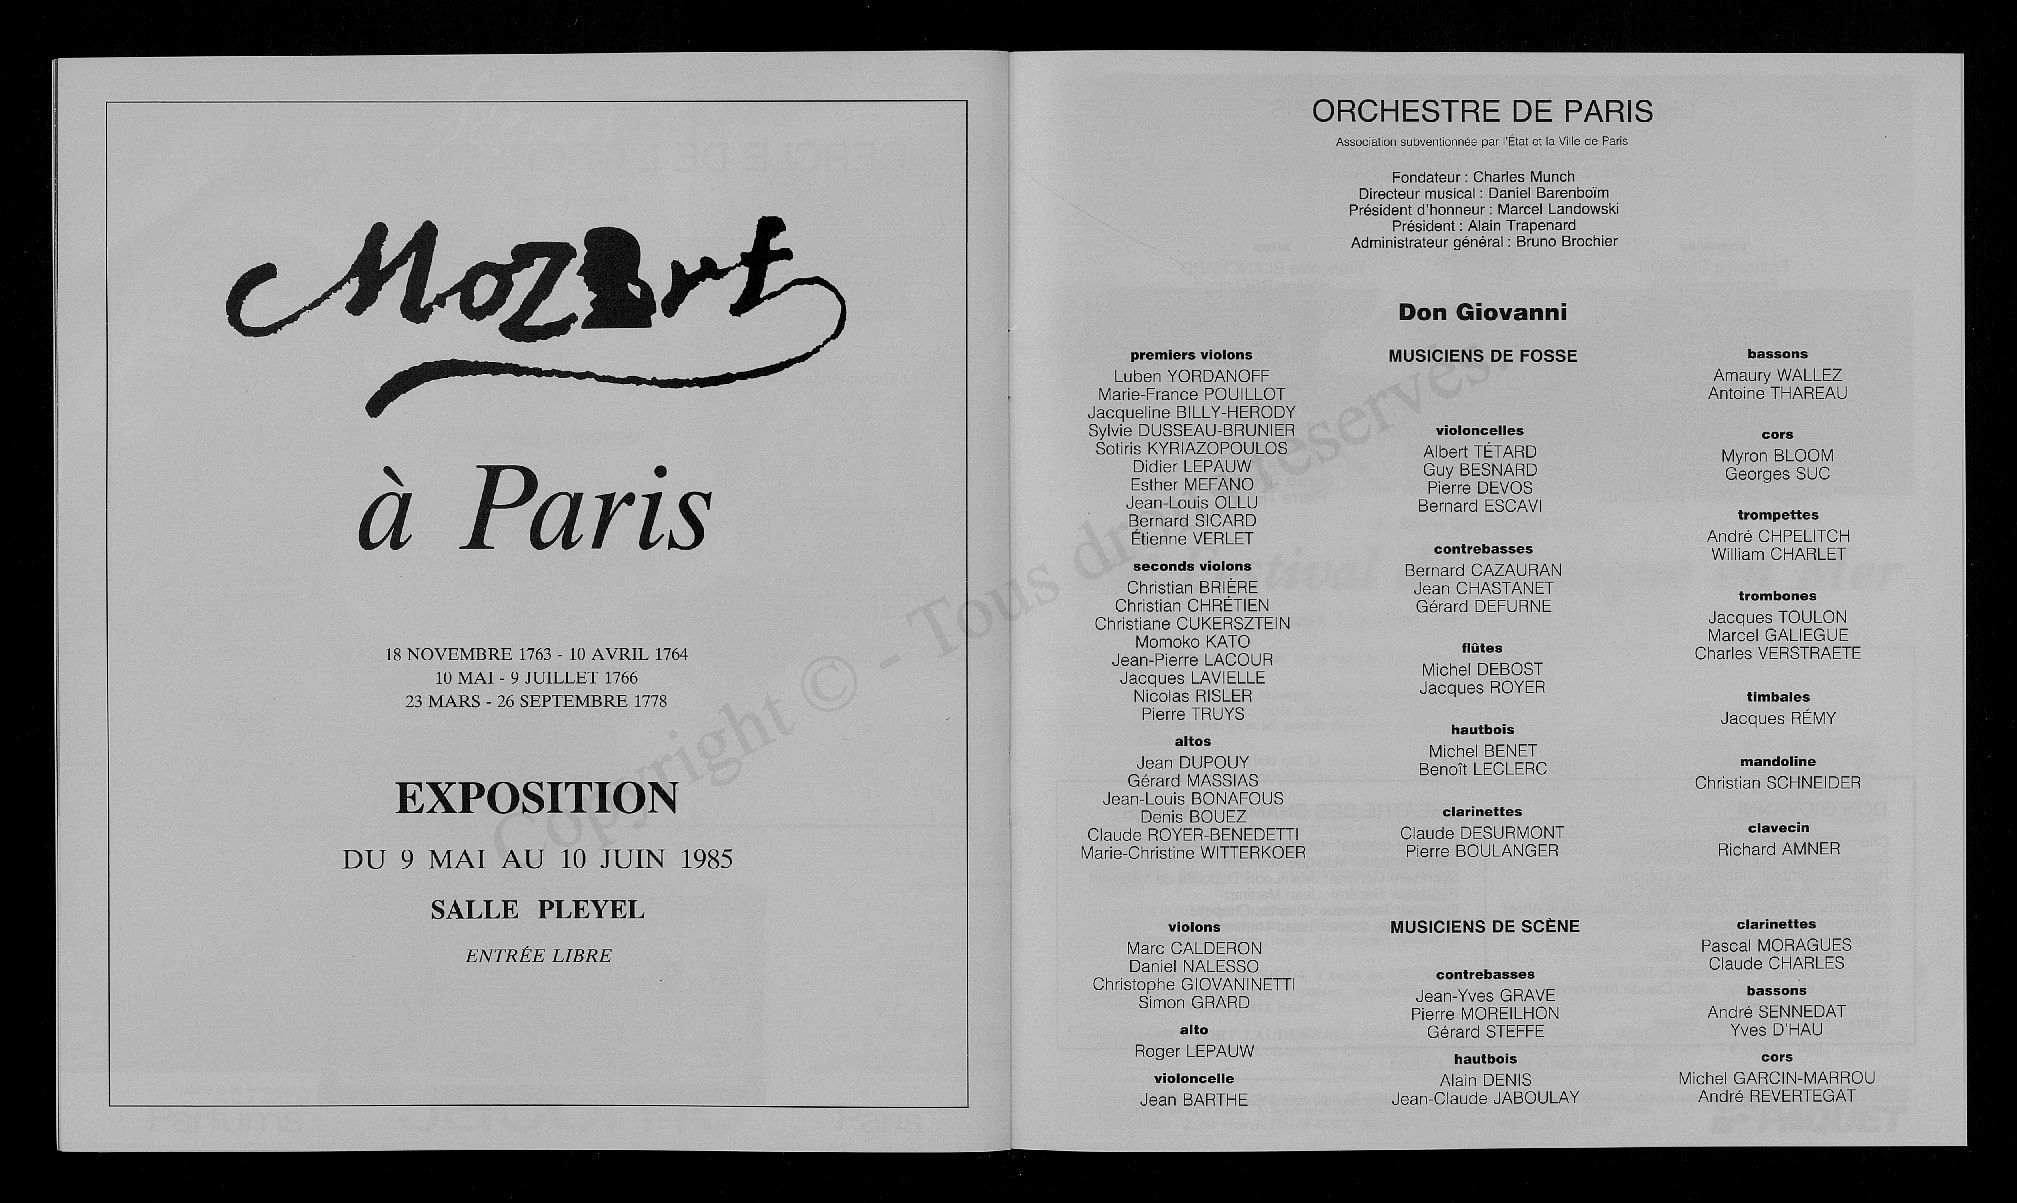 Mozart
à Paris
18 NOVEMBRE 1763 - 10 AVRIL 1764
10 MAI - 9 JUILLET 1766
23 MARS - 26 SEPTEMBRE 1778
EXPOSITION
DU 9 MAI AU 10 JUIN 1985
SALLE PLEYEL
ENTRÉE LIBRE
ORCHESTRE DE PARIS
Association subventionnée par l'État et la Ville de Paris
Fondateur : Charles Munch
Directeur musical : Daniel Barenboïm
Président d'honneur : Marcel Landowski
Président : Alain Trapenard
Administrateur général : Bruno Brochier
Don Giovanni
premiers violons
Luben YORDANOFF
Marie-France POUILLOT
Jacqueline BILLY-HERODY
Sylvie DUSSEAU-BRUNIER
Sotiris KYRIAZOPOULOS
Didier LEPAUW
Esther MEFANO
Jean-Louis OLLU
Bernard SICARD
Étienne VERLET
seconds violons
Christian BRIÈRE
Christian CHRÉTIEN
Christiane CUKERSZTEIN
Momoko KATO
Jean-Pierre LACOUR
Jacques LAVIELLE
Nicolas RISLER
Pierre TRUYS
altos
Jean DUPOUY
Gérard MASSIAS
Jean-Louis BONAFOUS
Denis BOUEZ
Claude ROYER-BENEDETTI
Marie-Christine WITTERKOER
MUSICIENS DE FOSSE
violoncelles
Albert TÉTARD
Guy BESNARD
Pierre DEVOS
Bernard ESCAVI
contrebasses
Bernard CAZAURAN
Jean CHASTANET
Gérard DEFURNE
flûtes
Michel DEBOST
Jacques ROYER
hautbois
Michel BENET
Benoît LECLERC
clarinettes
Claude DESURMONT
Pierre BOULANGER
bassons
Amaury WALLEZ
Antoine THAREAU
cors
Myron BLOOM
Georges SUC
trompettes
André CHPELITCH
William CHARLET
trombones
Jacques TOULON
Marcel GALIEGUE
Charles VERSTRAETE
timbales
Jacques RÉMY
mandoline
Christian SCHNEIDER
clavecin
Richard AMNER
violons
Marc CALDERON
Daniel NALESSO
Christophe GIOVANINETTI
Simon GRARD
alto
Roger LEPAUW
violoncelle
Jean BARTHE
MUSICIENS DE SCÈNE
contrebasses
Jean-Yves GRAVE
Pierre MOREILHON
Gérard STEFFE
hautbois
Alain DENIS
Jean-Claude JABOULAY
clarinettes
Pascal MORAGUES
Claude CHARLES
bassons
André SENNEDAT
Yves D'HAU
cors
Michel GARCIN-MARROU
André REVERTEGAT
Copyright © - Tous droits réservés.